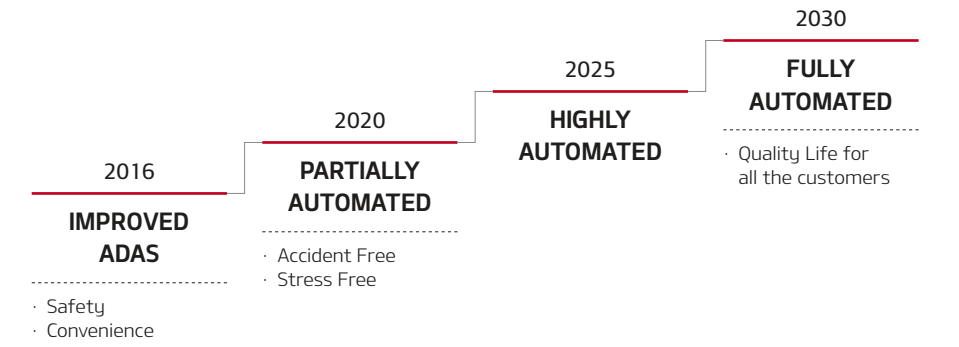 2016
IMPROVED
ADAS
· Safety
· Convenience
2020
PARTIALLY
AUTOMATED
· Accident Free
· Stress Free
2025
HIGHLY
AUTOMATED
2030
FULLY
AUTOMATED
· Quality Life for
all the customers